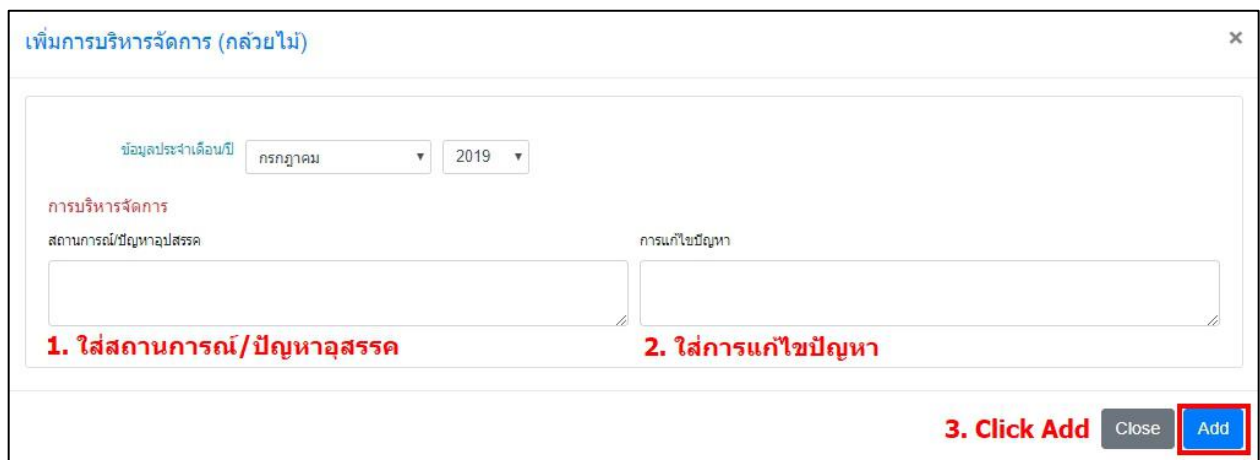 เพิ่มการบริหารจัดการ (กล้วยไม้) ×
ข้อมูลประจำเดือน/ปี กรกฎาคม 2019
การบริหารจัดการ
สถานการณ์/ปัญหาอุปสรรค การแก้ไขปัญหา
1. ใส่สถานการณ์/ปัญหาอุสรรค 2. ใส่การแก้ไขปัญหา
3. Click Add Close Add